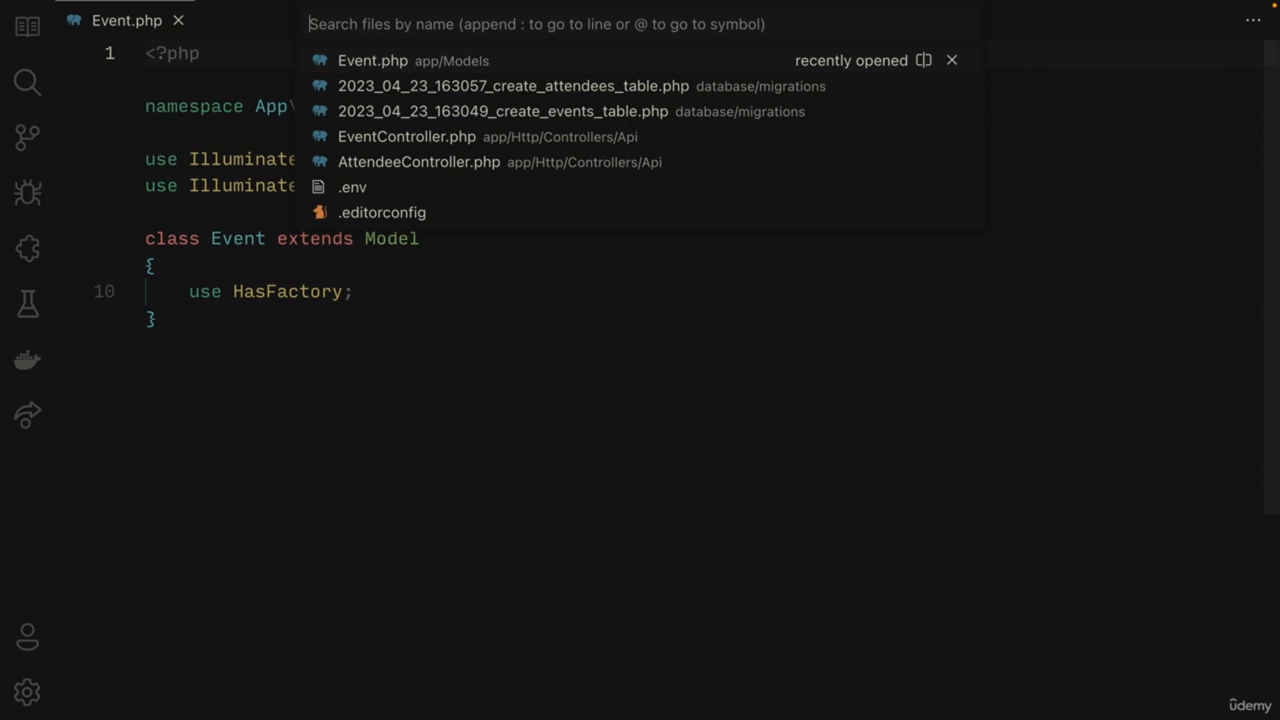 Event.php
Search files by name (append : to go to line or @ to go to symbol)
Event.php app/Models recently opened
2023_04_23_163057_create_attendees_table.php database/migrations
2023_04_23_163049_create_events_table.php database/migrations
EventController.php app/Http/Controllers/Api
AttendeeController.php app/Http/Controllers/Api
.env
.editorconfig
1 <?php
namespace App\
use Illuminate
use Illuminate
class Event extends Model
{
10 use HasFactory;
}
ûdemy